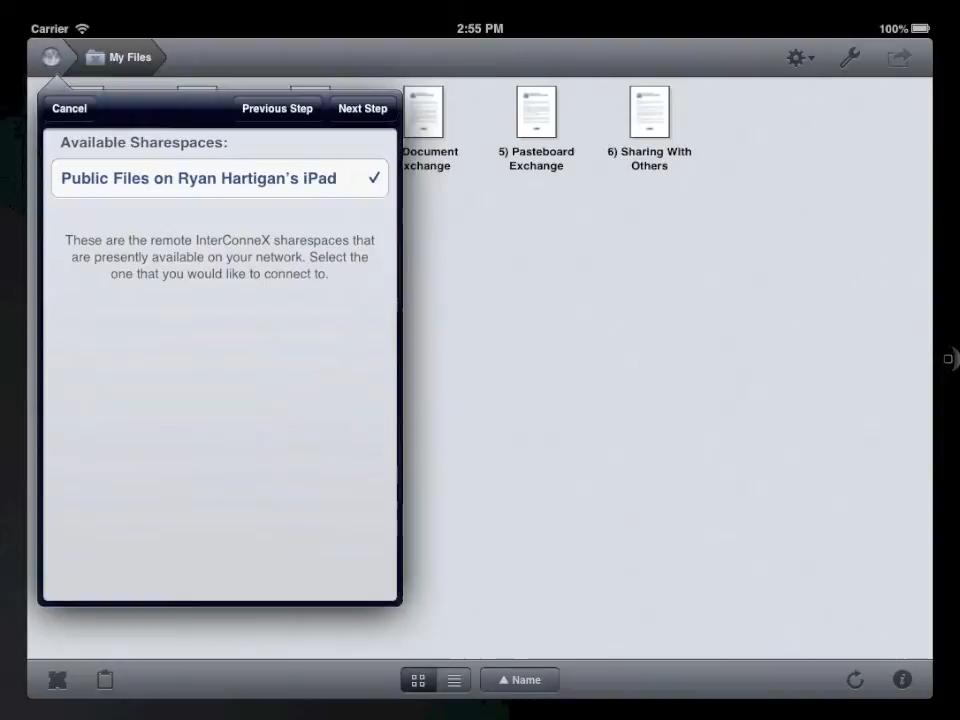 Carrier
2:55 PM
100%
My Files
Cancel
Previous Step
Next Step
Available Sharespaces:
Public Files on Ryan Hartigan's iPad ✓
These are the remote InterConneX sharespaces that
are presently available on your network. Select the
one that you would like to connect to.
Document
xchange
5) Pasteboard
Exchange
6) Sharing With
Others
▲ Name